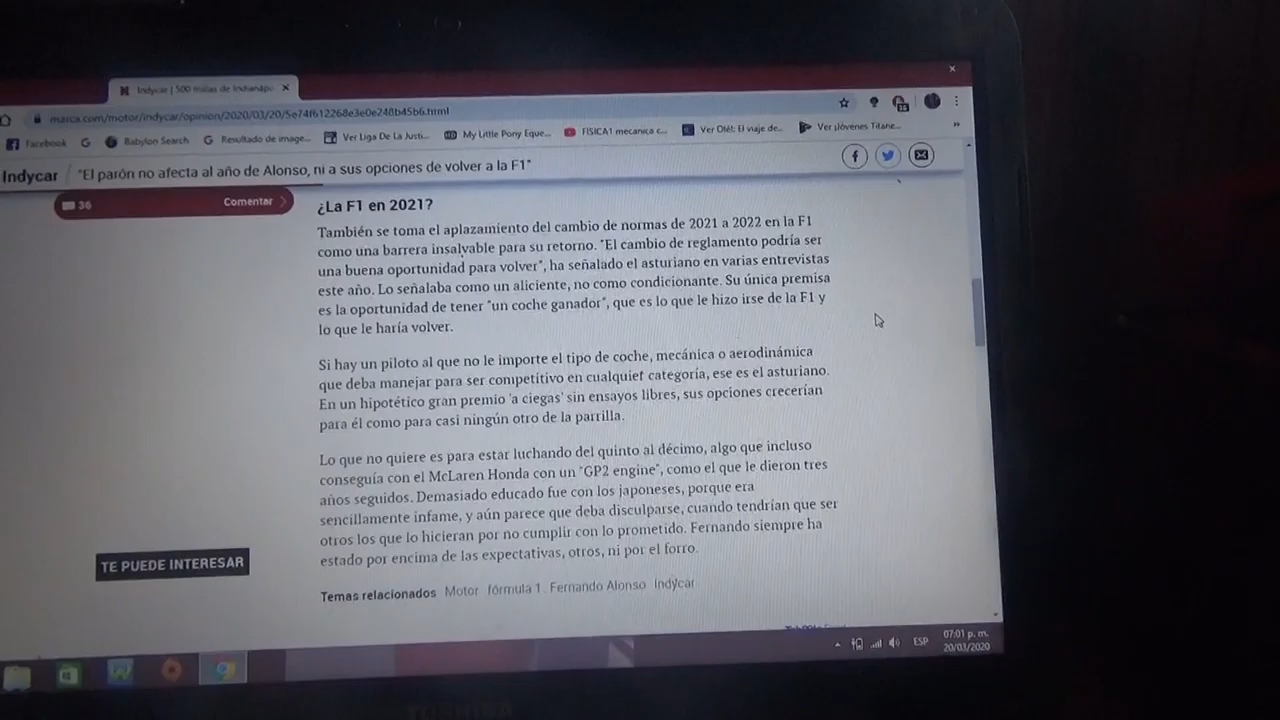 Indycar | 500 millas de Indianápo
marca.com/motor/indycar/opinion/2020/03/20/5e74f612268e3e0e248b45b6.html
Facebook
Babylon Search
Resultado de image...
Ver Liga De La Justi...
My Little Pony Eque...
FISICA1 mecanica c...
Ver Olé!: El viaje de...
Ver ¡Jóvenes Titane...
Indycar / "El parón no afecta al año de Alonso, ni a sus opciones de volver a la F1"
36 Comentar
¿La F1 en 2021?
También se toma el aplazamiento del cambio de normas de 2021 a 2022 en la F1
como una barrera insalvable para su retorno. "El cambio de reglamento podría ser
una buena oportunidad para volver", ha señalado el asturiano en varias entrevistas
este año. Lo señalaba como un aliciente, no como condicionante. Su única premisa
es la oportunidad de tener "un coche ganador", que es lo que le hizo irse de la F1 y
lo que le haría volver.
Si hay un piloto al que no le importe el tipo de coche, mecánica o aerodinámica
que deba manejar para ser competitivo en cualquier categoría, ese es el asturiano.
En un hipotético gran premio 'a ciegas' sin ensayos libres, sus opciones crecerían
para él como para casi ningún otro de la parrilla.
Lo que no quiere es para estar luchando del quinto al décimo, algo que incluso
conseguía con el McLaren Honda con un "GP2 engine", como el que le dieron tres
años seguidos. Demasiado educado fue con los japoneses, porque era
sencillamente infame, y aún parece que deba disculparse, cuando tendrían que ser
otros los que lo hicieran por no cumplir con lo prometido. Fernando siempre ha
estado por encima de las expectativas, otros, ni por el forro.
TE PUEDE INTERESAR
Temas relacionados Motor fórmula 1 Fernando Alonso Indycar
ESP
07:01 p. m.
20/03/2020
TOSHIBA